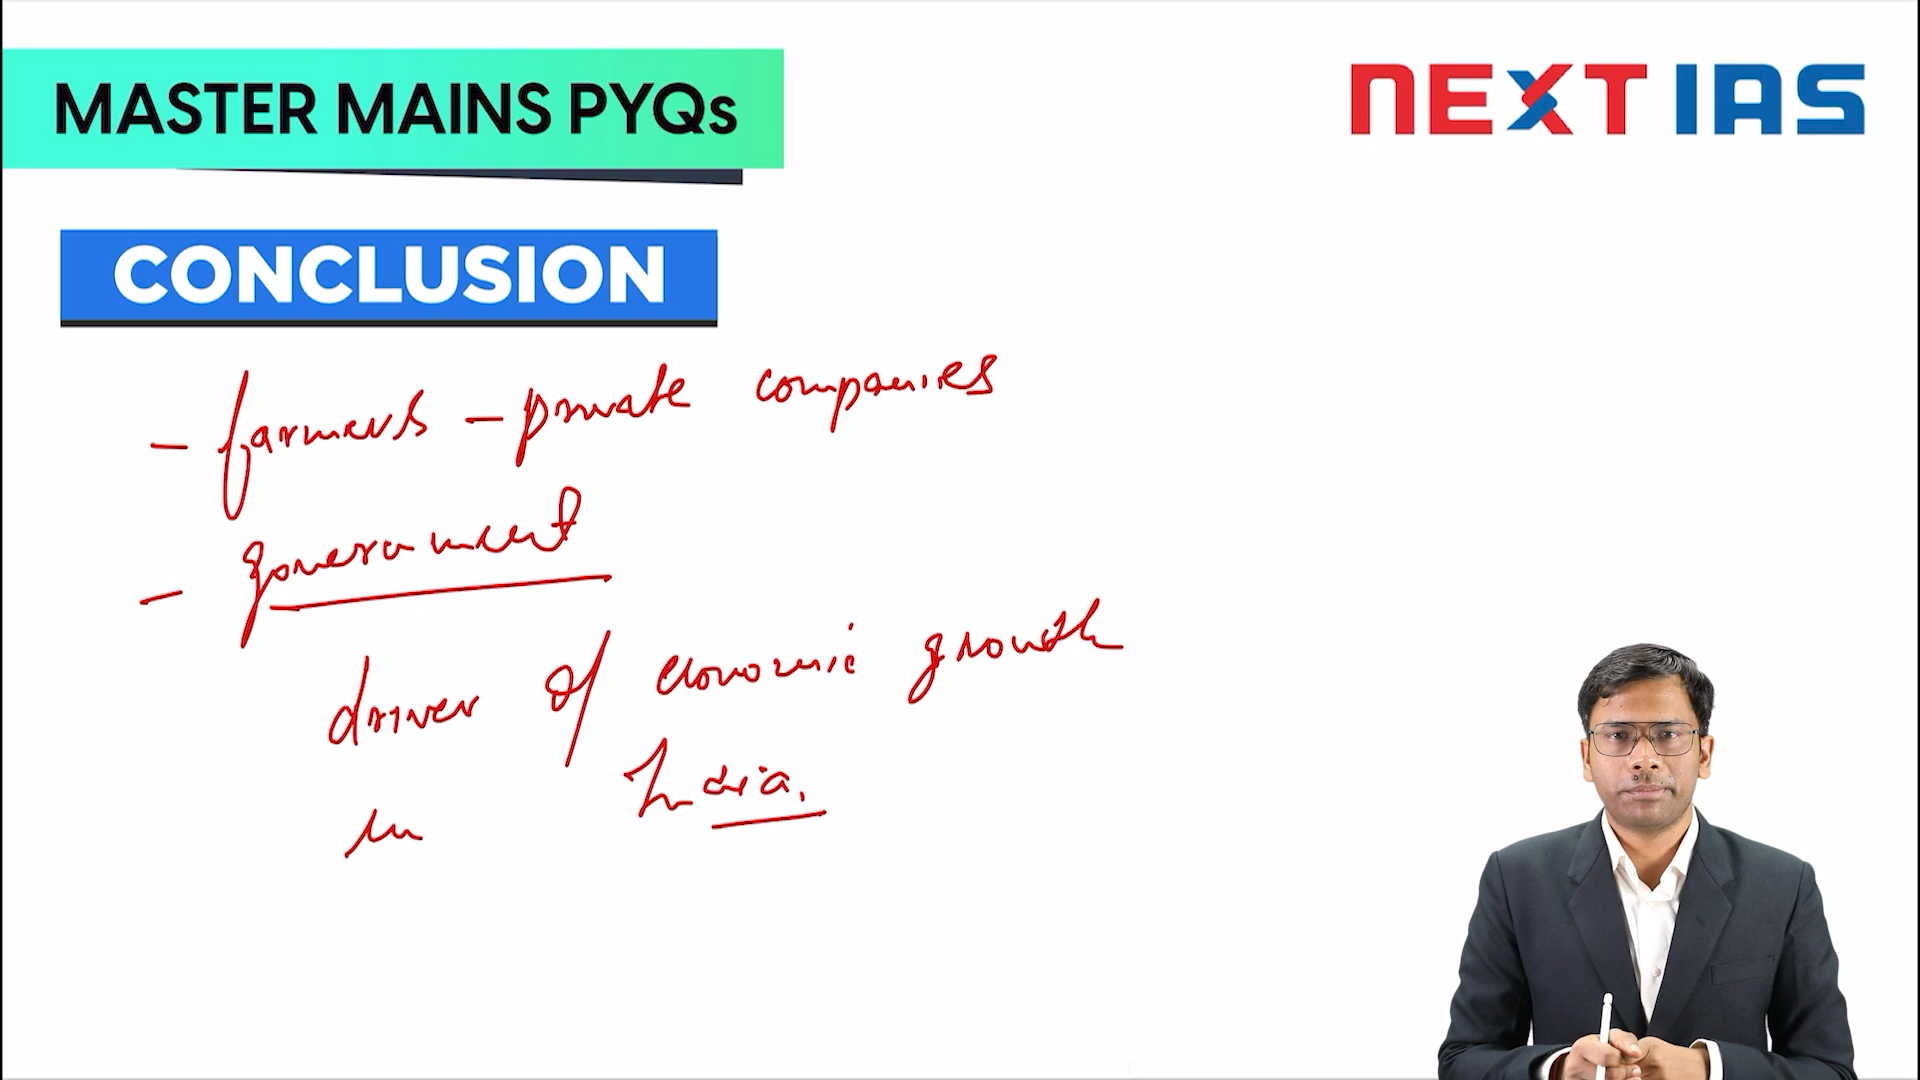 MASTER MAINS PYQs
NEXT IAS
CONCLUSION
- farmers - private companies
- government
driver of economic growth
in India.